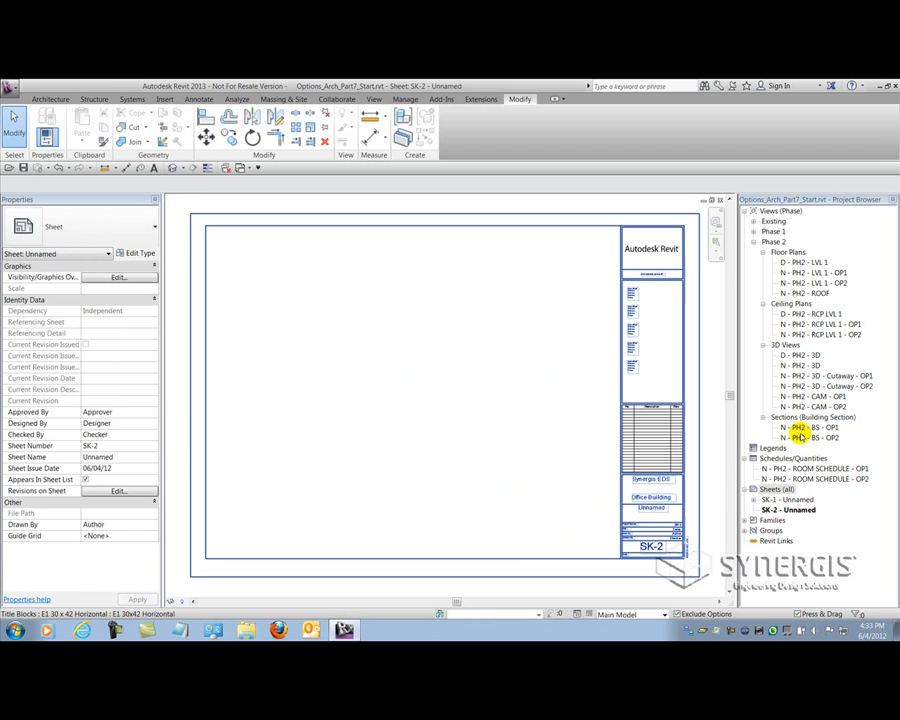 Autodesk Revit 2013 - Not For Resale Version - Options_Arch_Part7_Start.rvt - Sheet: SK-2 - Unnamed
Type a keyword or phrase
Sign In
Architecture Structure Systems Insert Annotate Analyze Massing & Site Collaborate View Manage Add-Ins Extensions Modify
Modify
Paste
Cope
Cut
Join
Select Properties Clipboard Geometry Modify View Measure Create
Properties
Sheet
Sheet: Unnamed
Edit Type
Graphics
Visibility/Graphics Ov... Edit...
Scale
Identity Data
Dependency Independent
Referencing Sheet
Referencing Detail
Current Revision Issued
Current Revision Issue...
Current Revision Issue...
Current Revision Date
Current Revision Desc...
Current Revision
Approved By Approver
Designed By Designer
Checked By Checker
Sheet Number SK-2
Sheet Name Unnamed
Sheet Issue Date 06/04/12
Appears In Sheet List
Revisions on Sheet Edit...
Other
File Path
Drawn By Author
Guide Grid <None>
Properties help
Apply
Autodesk Revit
No. Description Date
Synergis EDS
Office Building
Unnamed
SK-2
Options_Arch_Part7_Start.rvt - Project Browser
Views (Phase)
Existing
Phase 1
Phase 2
Floor Plans
D - PH2 - LVL 1
N - PH2 - LVL 1 - OP1
N - PH2 - LVL 1 - OP2
N - PH2 - ROOF
Ceiling Plans
D - PH2 - RCP LVL 1
N - PH2 - RCP LVL 1 - OP1
N - PH2 - RCP LVL 1 - OP2
3D Views
D - PH2 - 3D
N - PH2 - 3D
N - PH2 - 3D - Cutaway - OP1
N - PH2 - 3D - Cutaway - OP2
N - PH2 - CAM - OP1
N - PH2 - CAM - OP2
Sections (Building Section)
N - PH2 - BS - OP1
N - PH2 - BS - OP2
Legends
Schedules/Quantities
N - PH2 - ROOM SCHEDULE - OP1
N - PH2 - ROOM SCHEDULE - OP2
Sheets (all)
SK-1 - Unnamed
SK-2 - Unnamed
Families
Groups
Revit Links
SYNERGIS
Engineering Design Solutions
Title Blocks : E1 30 x 42 Horizontal : E1 30x42 Horizontal
:0
Main Model
Exclude Options
Press & Drag
:0
4:33 PM
6/4/2012